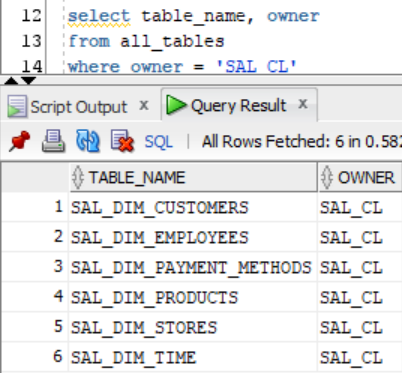 12 select table_name, owner
13 from all_tables
14 where owner = 'SAL_CL'
Script Output x Query Result x
SQL | All Rows Fetched: 6 in 0.582
TABLE_NAME OWNER
1 SAL_DIM_CUSTOMERS SAL_CL
2 SAL_DIM_EMPLOYEES SAL_CL
3 SAL_DIM_PAYMENT_METHODS SAL_CL
4 SAL_DIM_PRODUCTS SAL_CL
5 SAL_DIM_STORES SAL_CL
6 SAL_DIM_TIME SAL_CL